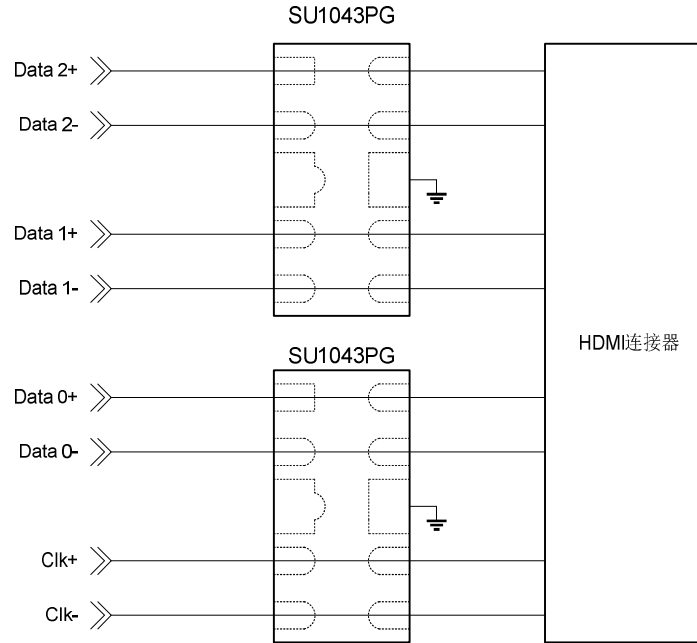 SU1043PG
Data 2+
Data 2-
Data 1+
Data 1-
HDMI连接器
SU1043PG
Data 0+
Data 0-
Clk+
Clk-